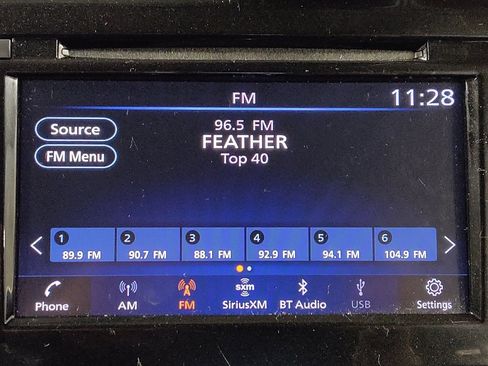 FM 11:28
Source
96.5 FM
FEATHER
FM Menu
Top 40
1 2 3 4 5 6
89.9 FM 90.7 FM 88.1 FM 92.9 FM 94.1 FM 104.9 FM
sxm
Phone AM FM SiriusXM BT Audio USB Settings